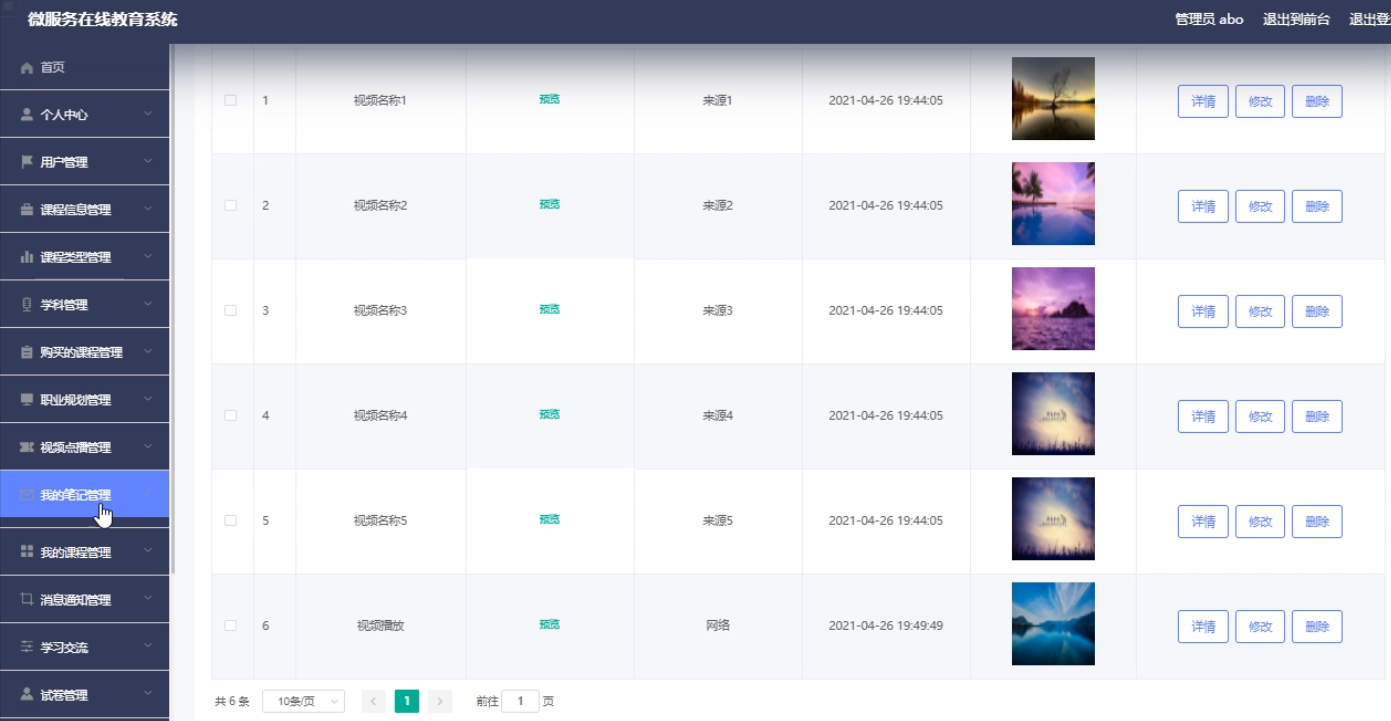 微服务在线教育系统
管理员 abo 退出到前台 退出登
首页
个人中心
用户管理
课程信息管理
课程类型管理
学科管理
购买的课程管理
职业规划管理
视频点播管理
我的笔记管理
我的课程管理
消息通知管理
学习交流
试卷管理
1 视频名称1 预览 来源1 2021-04-26 19:44:05 详情 修改 删除
2 视频名称2 预览 来源2 2021-04-26 19:44:05 详情 修改 删除
3 视频名称3 预览 来源3 2021-04-26 19:44:05 详情 修改 删除
4 视频名称4 预览 来源4 2021-04-26 19:44:05 详情 修改 删除
5 视频名称5 预览 来源5 2021-04-26 19:44:05 详情 修改 删除
6 视频播放 预览 网络 2021-04-26 19:49:49 详情 修改 删除
共 6 条 10条/页 1 前往 1 页